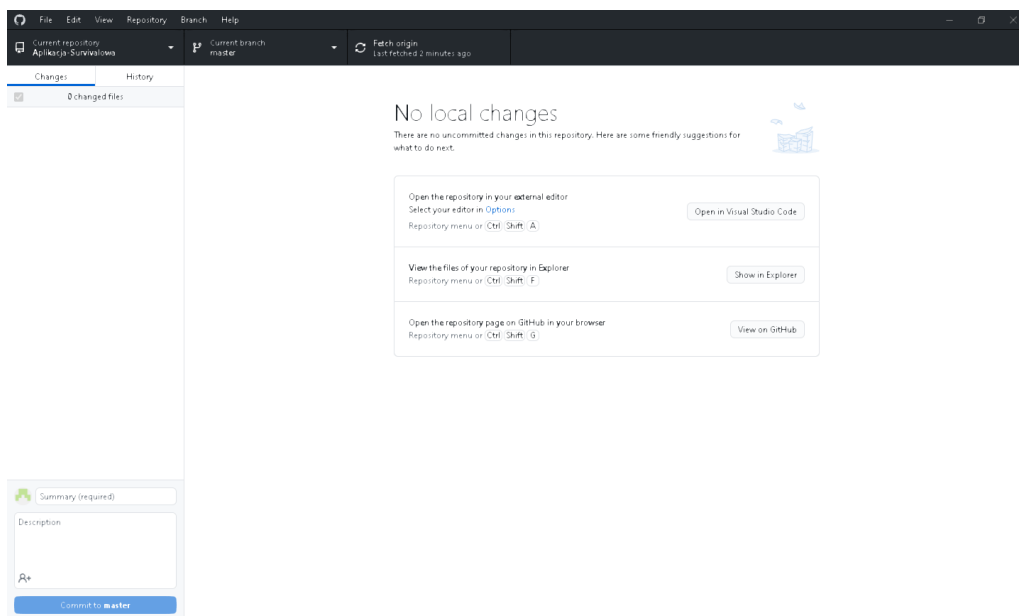 File Edit View Repository Branch Help
Current repository
Aplikacja-Survivalowa
Current branch
master
Fetch origin
Last fetched 2 minutes ago
Changes
History
0 changed files
No local changes
There are no uncommitted changes in this repository. Here are some friendly suggestions for
what to do next.
Open the repository in your external editor
Select your editor in Options
Repository menu or Ctrl Shift A
Open in Visual Studio Code
View the files of your repository in Explorer
Repository menu or Ctrl Shift F
Show in Explorer
Open the repository page on GitHub in your browser
Repository menu or Ctrl Shift G
View on GitHub
Summary (required)
Description
Commit to master